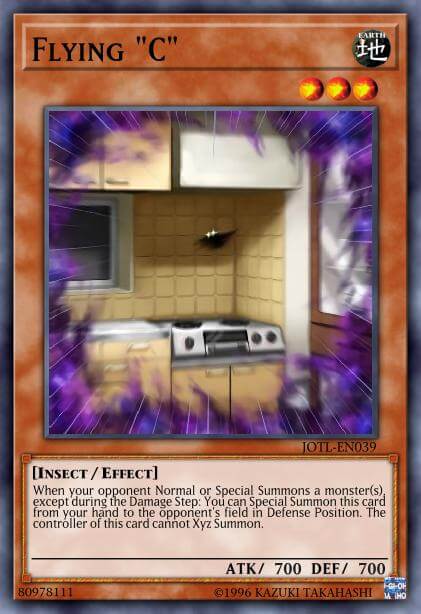 FLYING "C"
EARTH
地
JOTL-EN039
[INSECT / EFFECT]
When your opponent Normal or Special Summons a monster(s),
except during the Damage Step: You can Special Summon this card
from your hand to the opponent's field in Defense Position. The
controller of this card cannot Xyz Summon.
ATK/ 700 DEF/ 700
80978111
©1996 KAZUKI TAKAHASHI